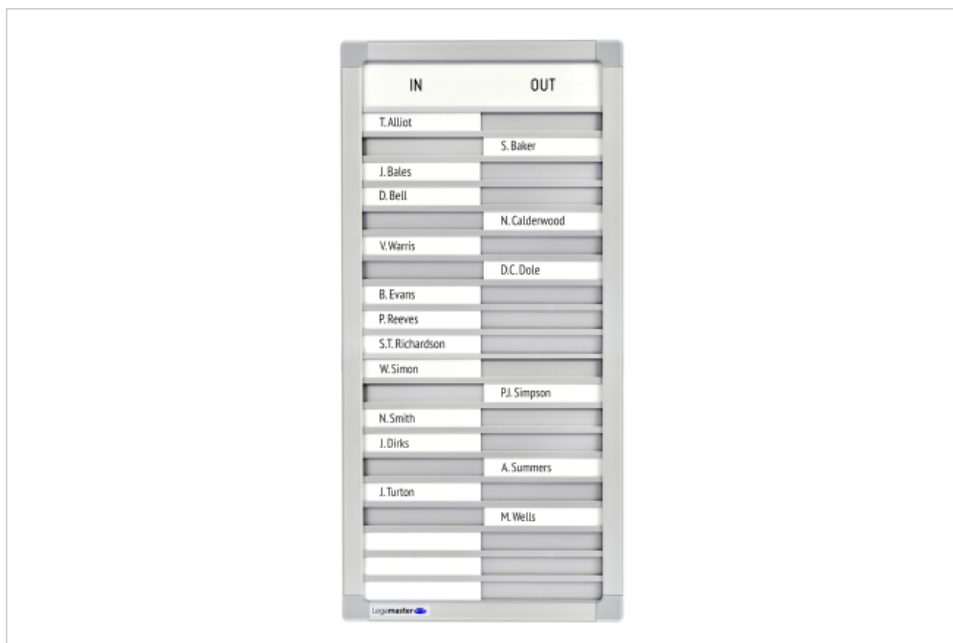 IN OUT
T. Alliot
S. Baker
J. Bales
D. Bell
N. Calderwood
V. Warris
D.C. Dole
B. Evans
P. Reeves
S.T. Richardson
W. Simon
P.J. Simpson
N. Smith
J. Dirks
A. Summers
J. Turton
M. Wells
Legamaster